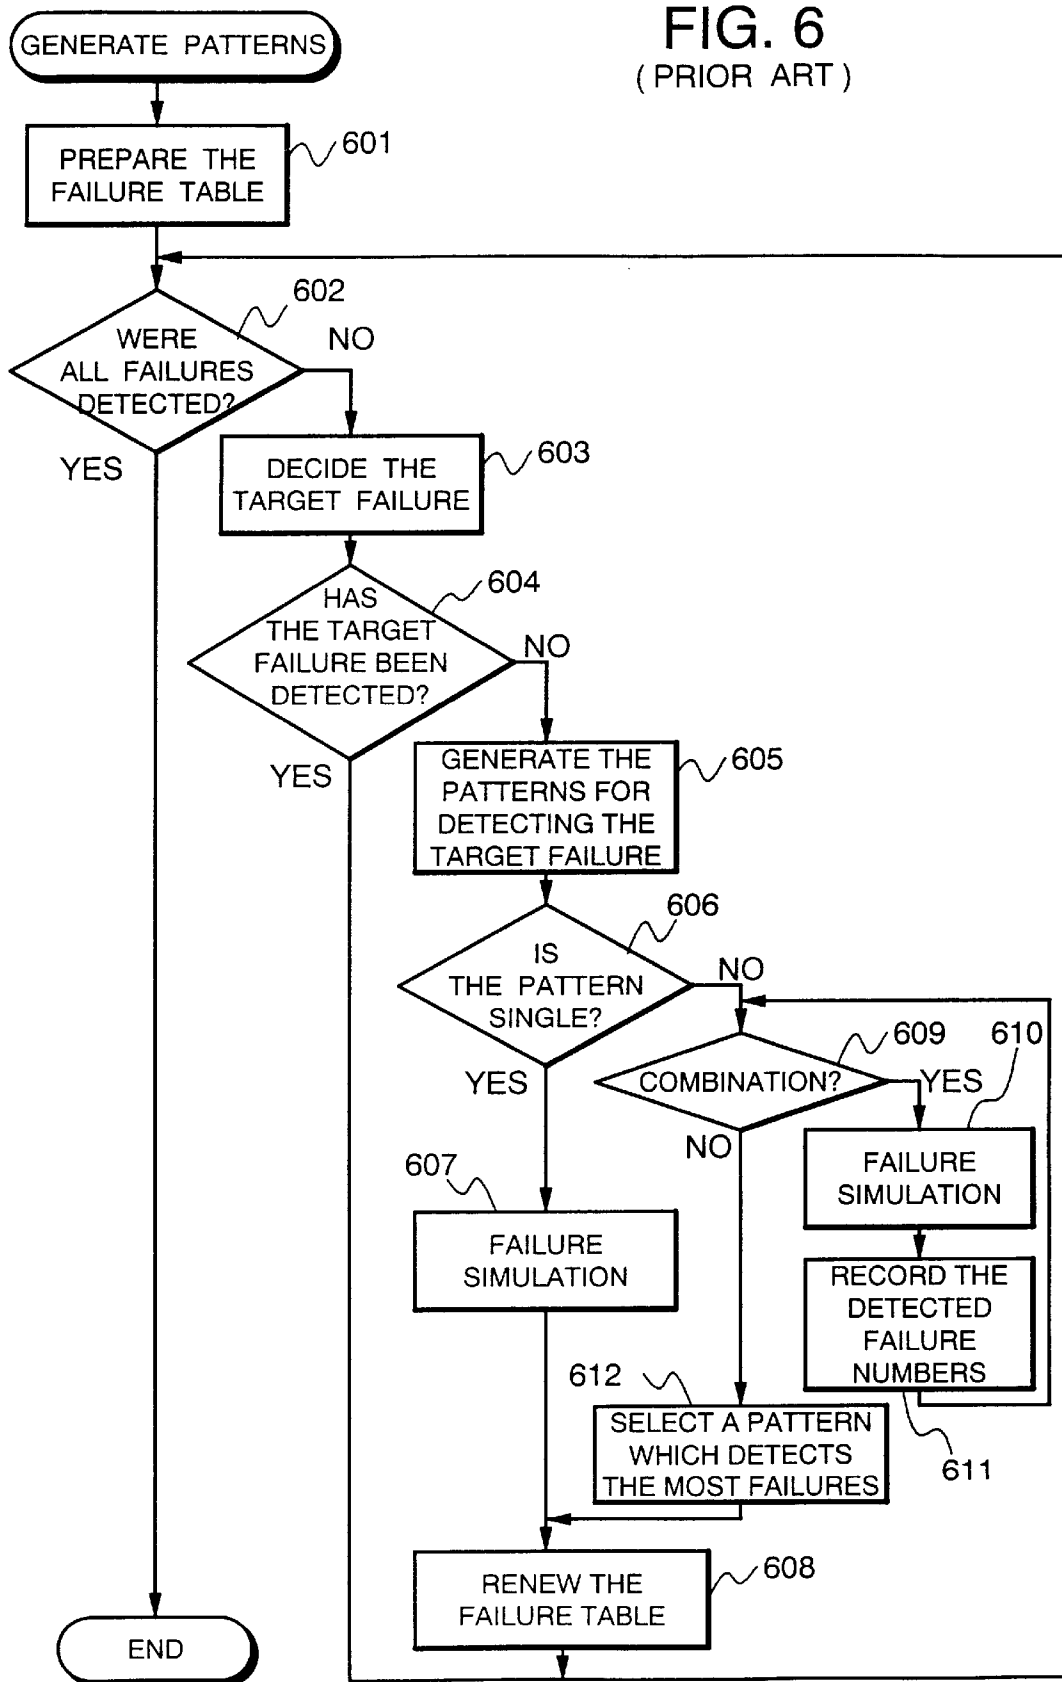 FIG. 6
( PRIOR ART )
GENERATE PATTERNS
PREPARE THE
FAILURE TABLE
601
602
WERE
ALL FAILURES
DETECTED?
NO
YES
603
DECIDE THE
TARGET FAILURE
604
HAS
THE TARGET
FAILURE BEEN
DETECTED?
NO
YES
605
GENERATE THE
PATTERNS FOR
DETECTING THE
TARGET FAILURE
606
IS
THE PATTERN
SINGLE?
NO
YES
609
COMBINATION?
YES
NO
610
FAILURE
SIMULATION
607
FAILURE
SIMULATION
RECORD THE
DETECTED
FAILURE
NUMBERS
611
612
SELECT A PATTERN
WHICH DETECTS
THE MOST FAILURES
608
RENEW THE
FAILURE TABLE
END